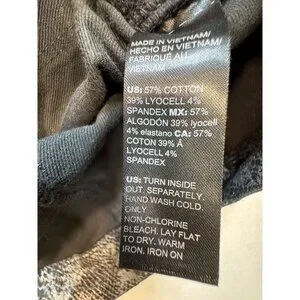 MADE IN VIETNAM/
HECHO EN VIETNAM/
FABRIQUÉ AU
VIETNAM
US: 57% COTTON
39% LYOCELL 4%
SPANDEX MX: 57%
ALGODÓN 39% lyocell
4% elastano CA: 57%
COTON 39% Â
LYOCELL 4%
SPANDEX
US: TURN INSIDE
OUT. SEPARATELY.
HAND WASH COLD.
ONLY
NON-CHLORINE
BLEACH. LAY FLAT
TO DRY. WARM
IRON. IRON ON